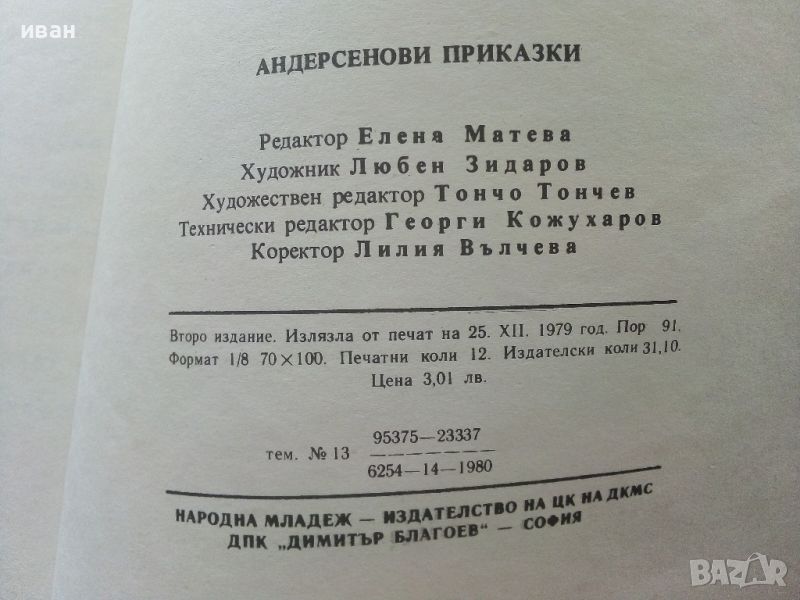 иван
АНДЕРСЕНОВИ ПРИКАЗКИ
Редактор Елена Матева
Художник Любен Зидаров
Художествен редактор Тончо Тончев
Технически редактор Георги Кожухаров
Коректор Лилия Вълчева
Второ издание. Излязла от печат на 25. XII. 1979 год. Пор 91.
Формат 1/8 70×100. Печатни коли 12. Издателски коли 31,10.
Цена 3,01 лв.
95375—23337
тем. № 13
6254—14—1980
НАРОДНА МЛАДЕЖ — ИЗДАТЕЛСТВО НА ЦК НА ДКМС
ДПК „ДИМИТЪР БЛАГОЕВ“ — СОФИЯ
BAZAR